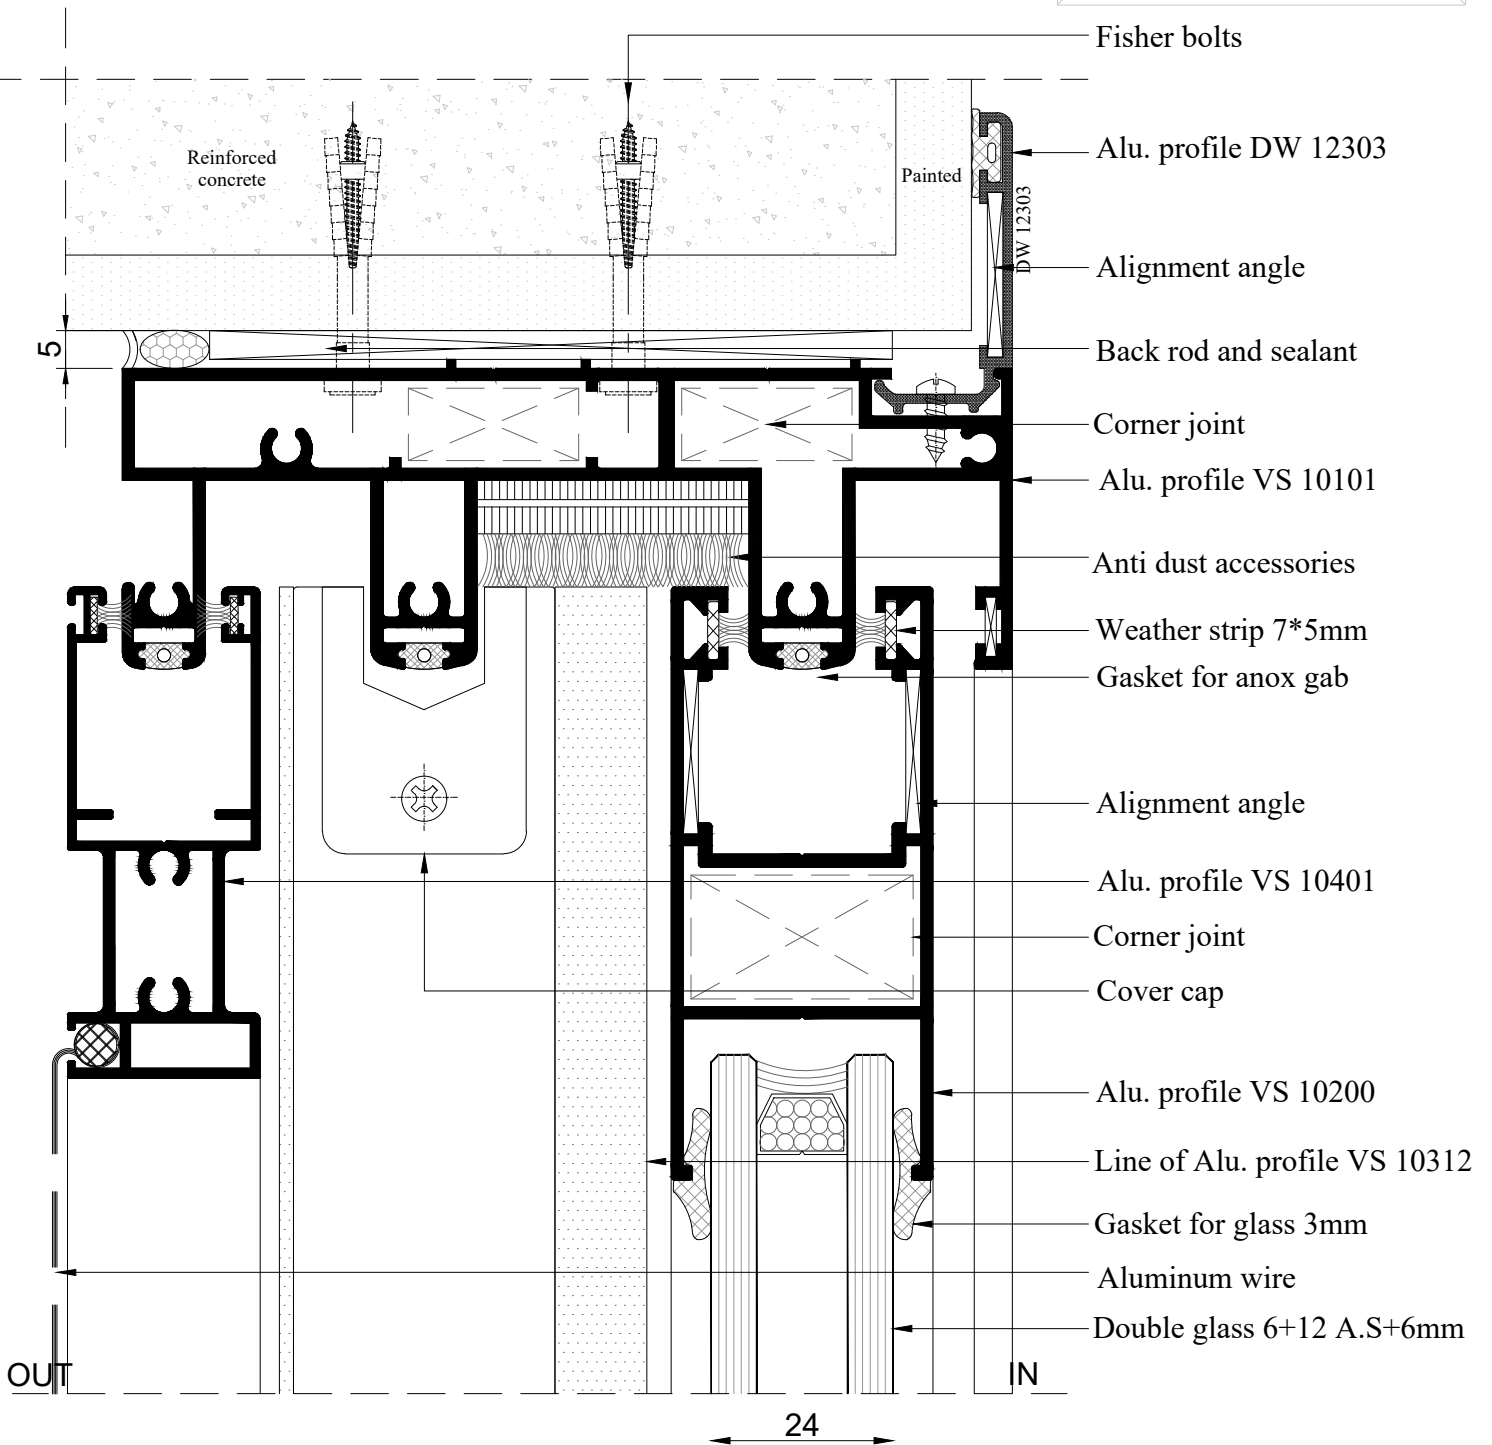 Fisher bolts
Reinforced
concrete
Alu. profile DW 12303
Painted
DW 12303
Alignment angle
5
Back rod and sealant
Corner joint
Alu. profile VS 10101
Anti dust accessories
Weather strip 7*5mm
Gasket for anox gab
Alignment angle
Alu. profile VS 10401
Corner joint
Cover cap
Alu. profile VS 10200
Line of Alu. profile VS 10312
Gasket for glass 3mm
Aluminum wire
Double glass 6+12 A.S+6mm
OUT
IN
24